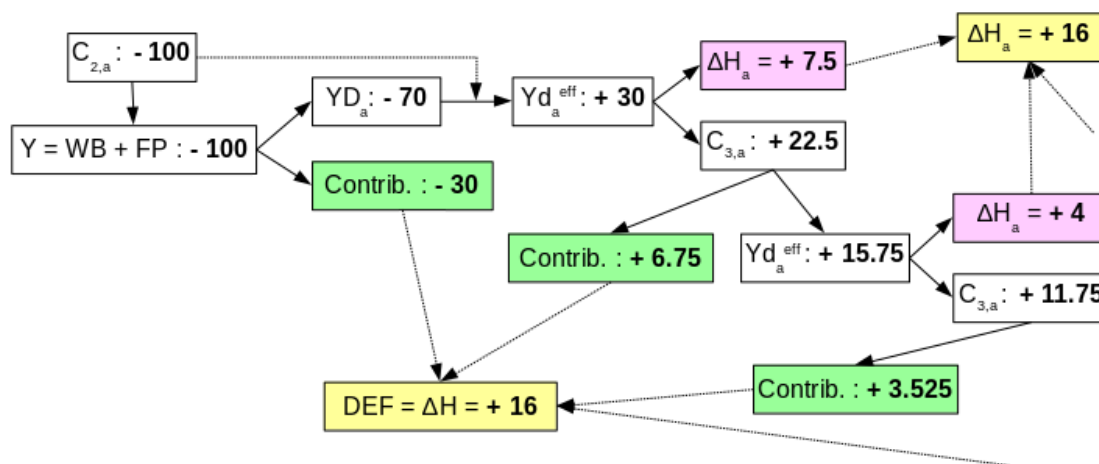 C2,a : - 100
ΔHa = + 7.5
ΔHa = + 16
YDa : - 70
Ydaeff : + 30
Y = WB + FP : - 100
C3,a : + 22.5
Contrib. : - 30
ΔHa = + 4
Contrib. : + 6.75
Ydaeff : + 15.75
C3,a : + 11.75
Contrib. : + 3.525
DEF = ΔH = + 16